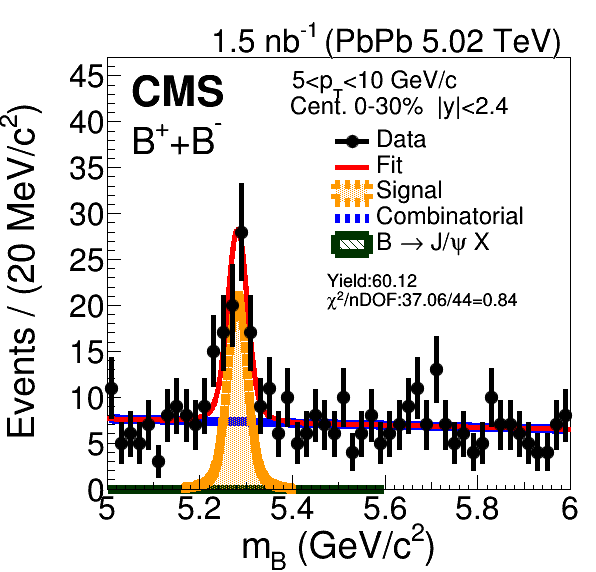 1.5 nb⁻¹ (PbPb 5.02 TeV)
CMS
B⁺+B⁻
5<p_T<10 GeV/c
Cent. 0-30% |y|<2.4
Data
Fit
Signal
Combinatorial
B → J/ψ X
Yield:60.12
χ²/nDOF:37.06/44=0.84
Events / (20 MeV/c²)
45
40
35
30
25
20
15
10
5
0
5 5.2 5.4 5.6 5.8 6
m_B (GeV/c²)